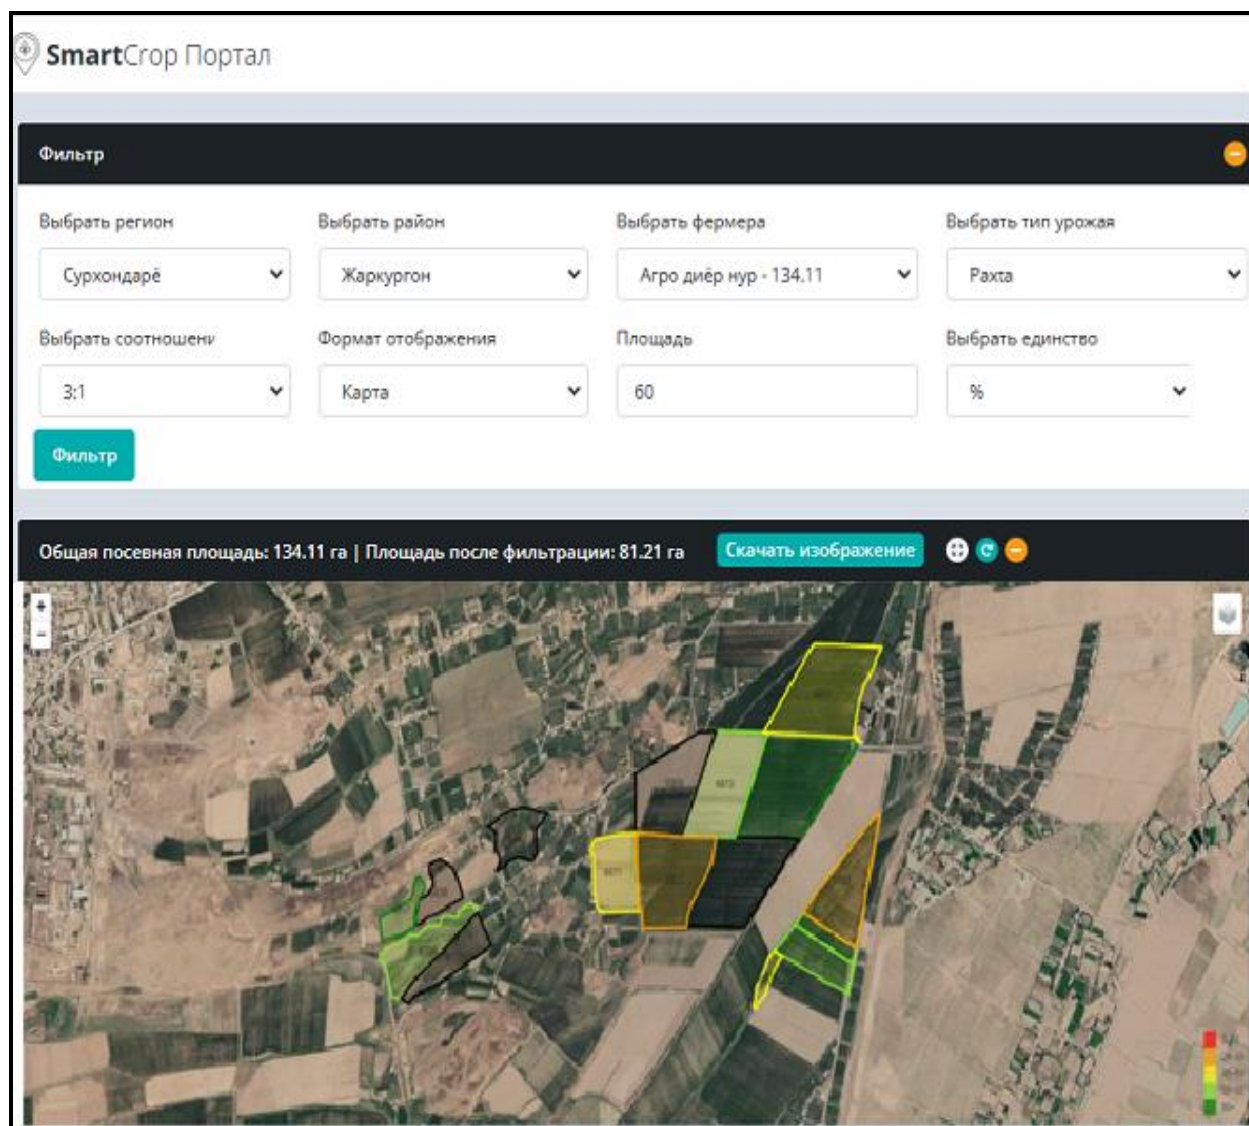 SmartCrop Портал
Фильтр
Выбрать регион Выбрать район Выбрать фермера Выбрать тип урожая
Сурхондарё Жаркургон Агро диёр нур - 134.11 Paxta
Выбрать соотношени Формат отображения Площадь Выбрать единство
3:1 Карта 60 %
Фильтр
Общая посевная площадь: 134.11 га | Площадь после фильтрации: 81.21 га Скачать изображение
+
-